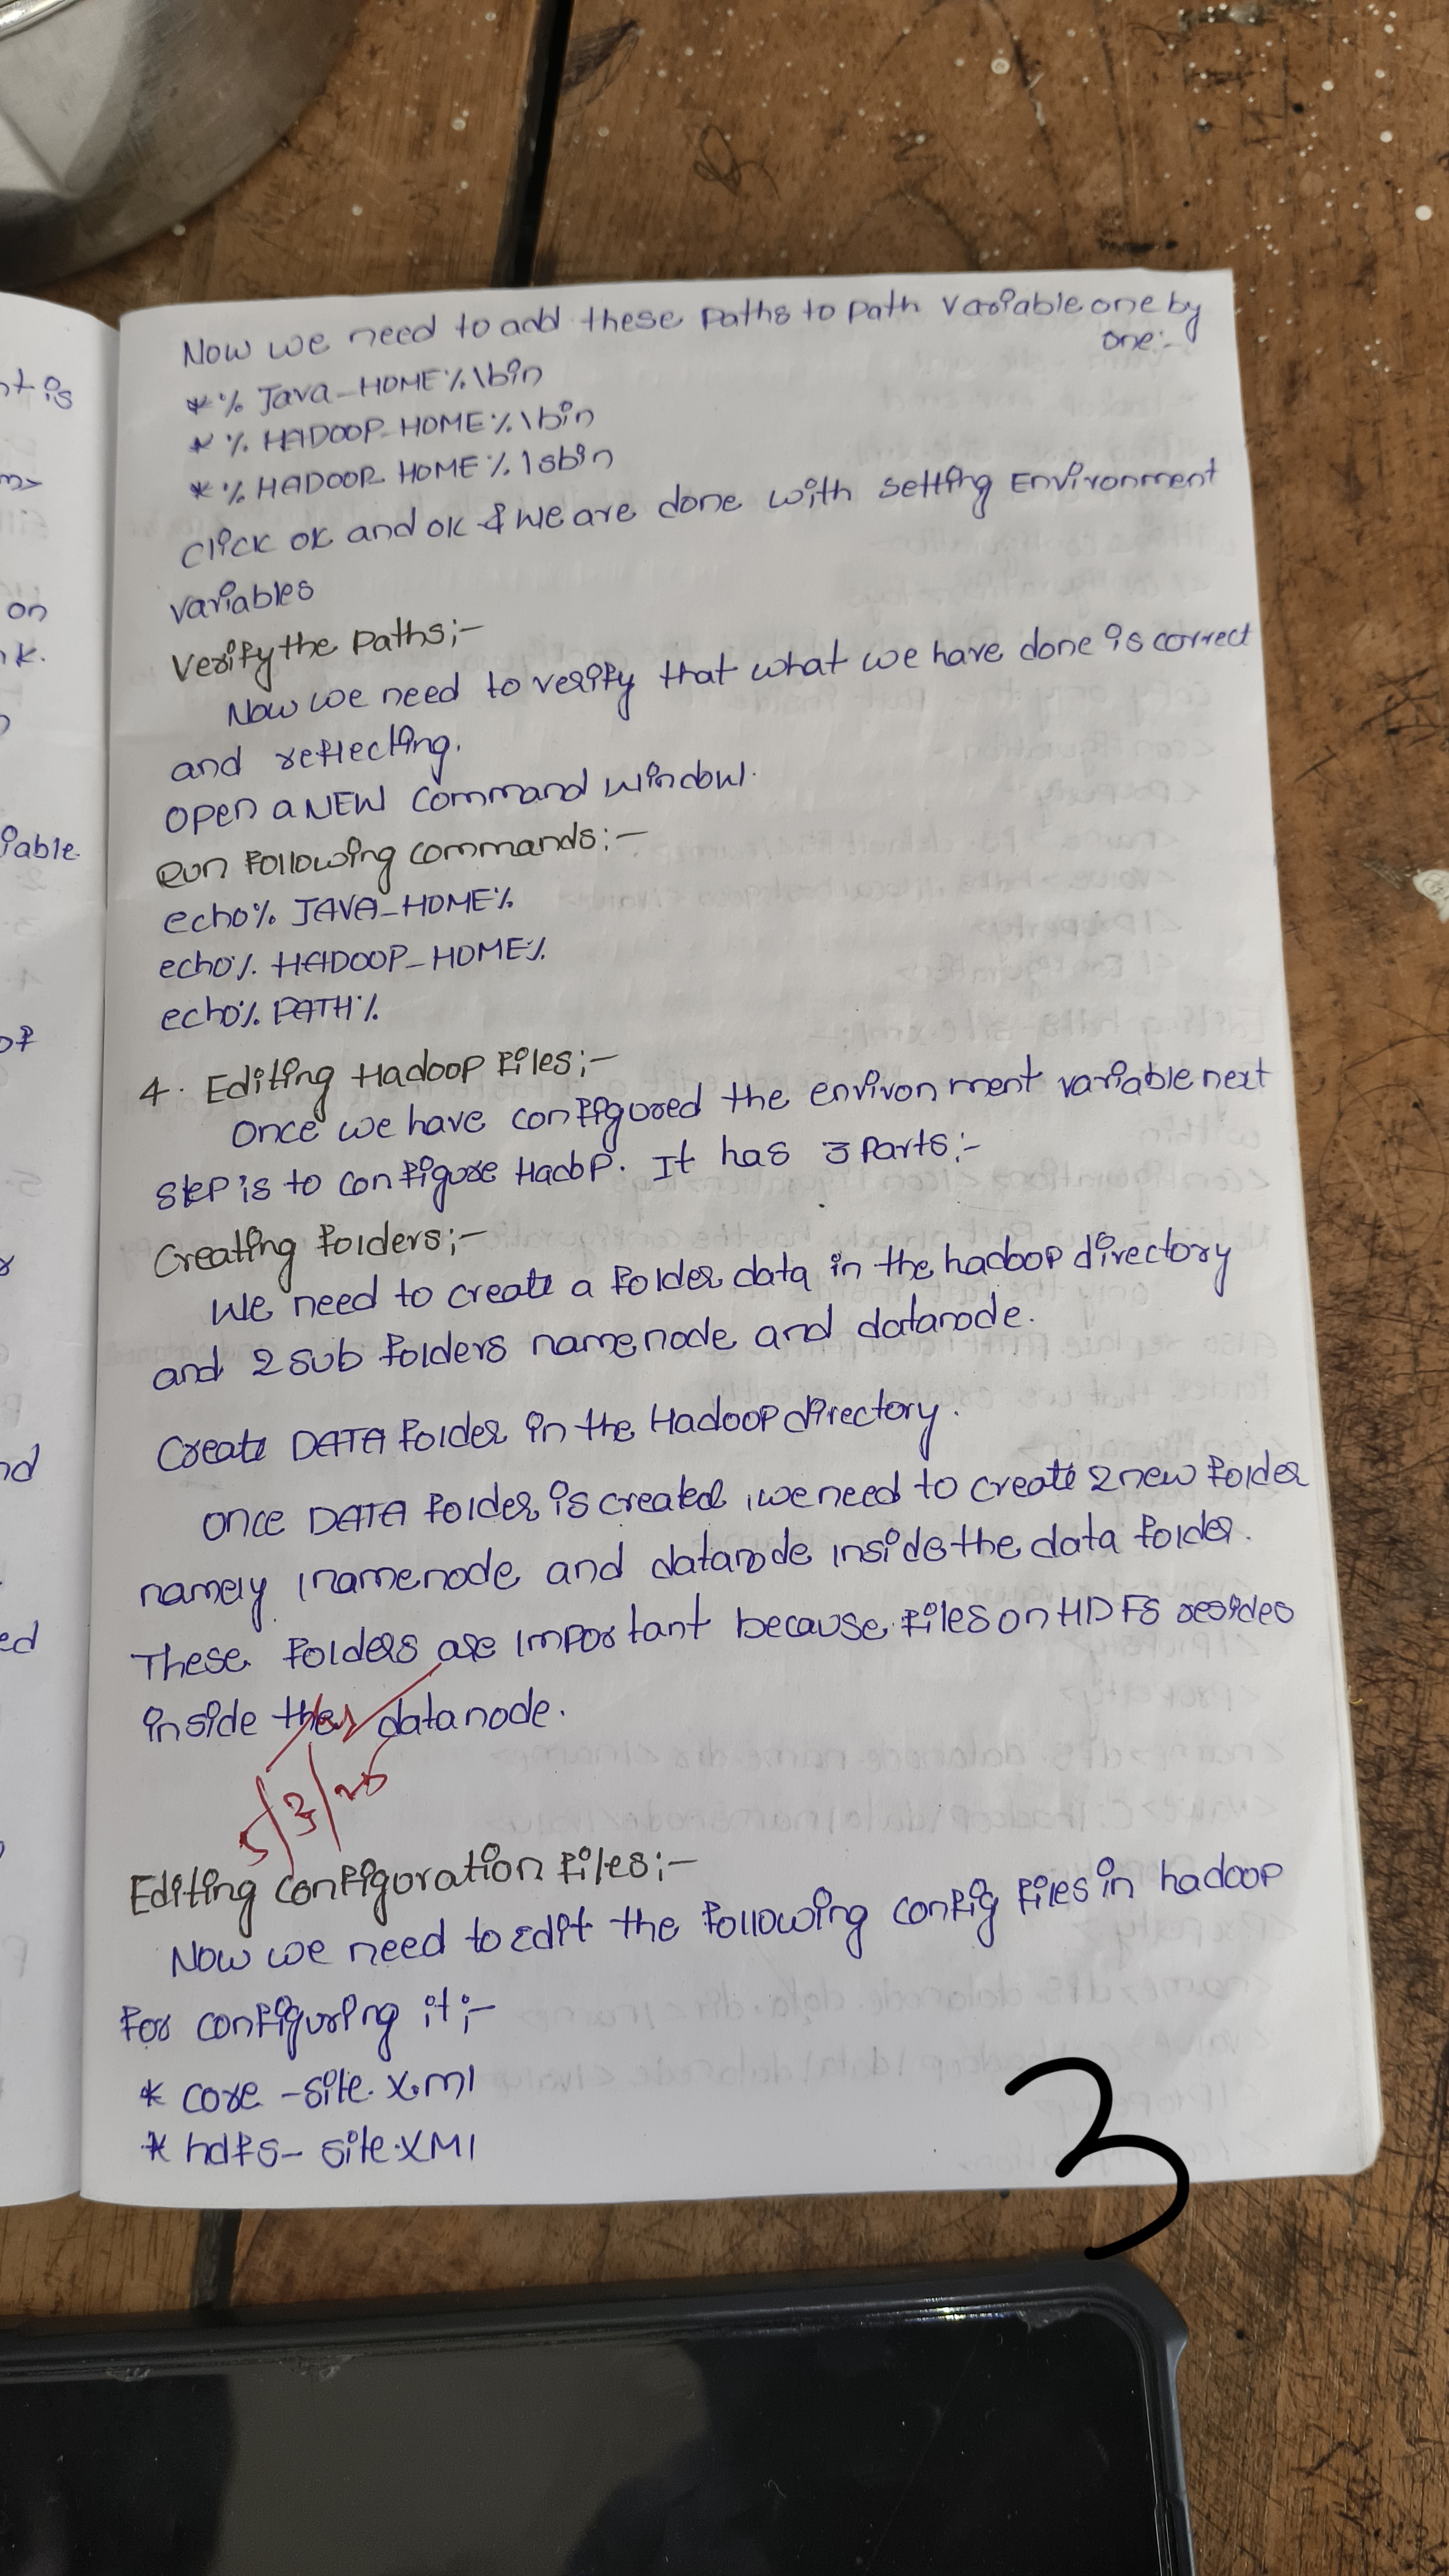 Now we need to add these paths to path variable one by
one:-
* % Java_HOME%\bin
* % HADOOP_HOME%\bin
* % HADOOP_HOME%\sbin
click ok and ok & we are done with setting Environment
variables
Verify the paths;-
Now we need to verify that what we have done is correct
and reflecting.
open a NEW command window.
Run following commands:-
echo% JAVA_HOME%
echo% HADOOP_HOME%
echo% PATH%
4. Editing Hadoop files;-
Once we have configured the environment variable next
step is to configure Hadop. It has 3 parts;-
Creating folders;-
We need to create a folder data in the hadoop directory
and 2 sub folders namenode and datanode.
Create DATA folder in the Hadoop directory.
once DATA folder is created, we need to create 2 new folder
namely, namenode and datanode inside the data folder.
These folders are important because files on HDFS resides
inside the datanode.
5/3/25
Editing configuration files;-
Now we need to Edit the following config files in hadoop
for configuring it;-
* core -site.xml
* hdfs- site.XMl
3
nt is
on
nk.
iable.
of
nd
ed